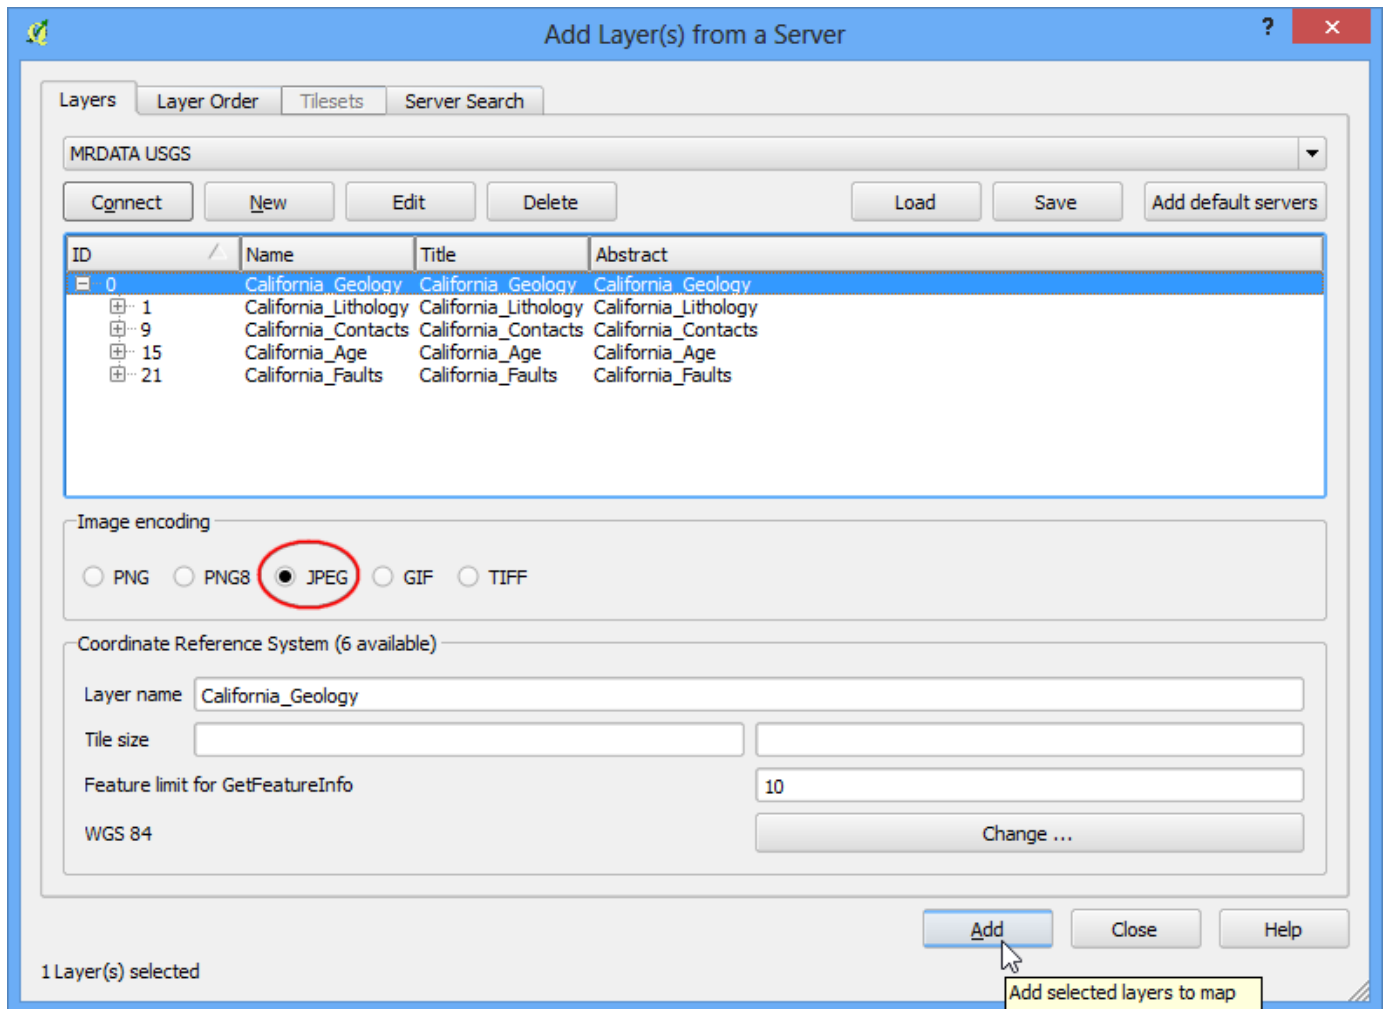 Add Layer(s) from a Server
?
Layers Layer Order Tilesets Server Search
MRDATA USGS
Connect New Edit Delete Load Save Add default servers
ID Name Title Abstract
0 California_Geology California_Geology California_Geology
1 California_Lithology California_Lithology California_Lithology
9 California_Contacts California_Contacts California_Contacts
15 California_Age California_Age California_Age
21 California_Faults California_Faults California_Faults
Image encoding
PNG PNG8 JPEG GIF TIFF
Coordinate Reference System (6 available)
Layer name California_Geology
Tile size
Feature limit for GetFeatureInfo 10
WGS 84 Change ...
Add Close Help
1 Layer(s) selected
Add selected layers to map